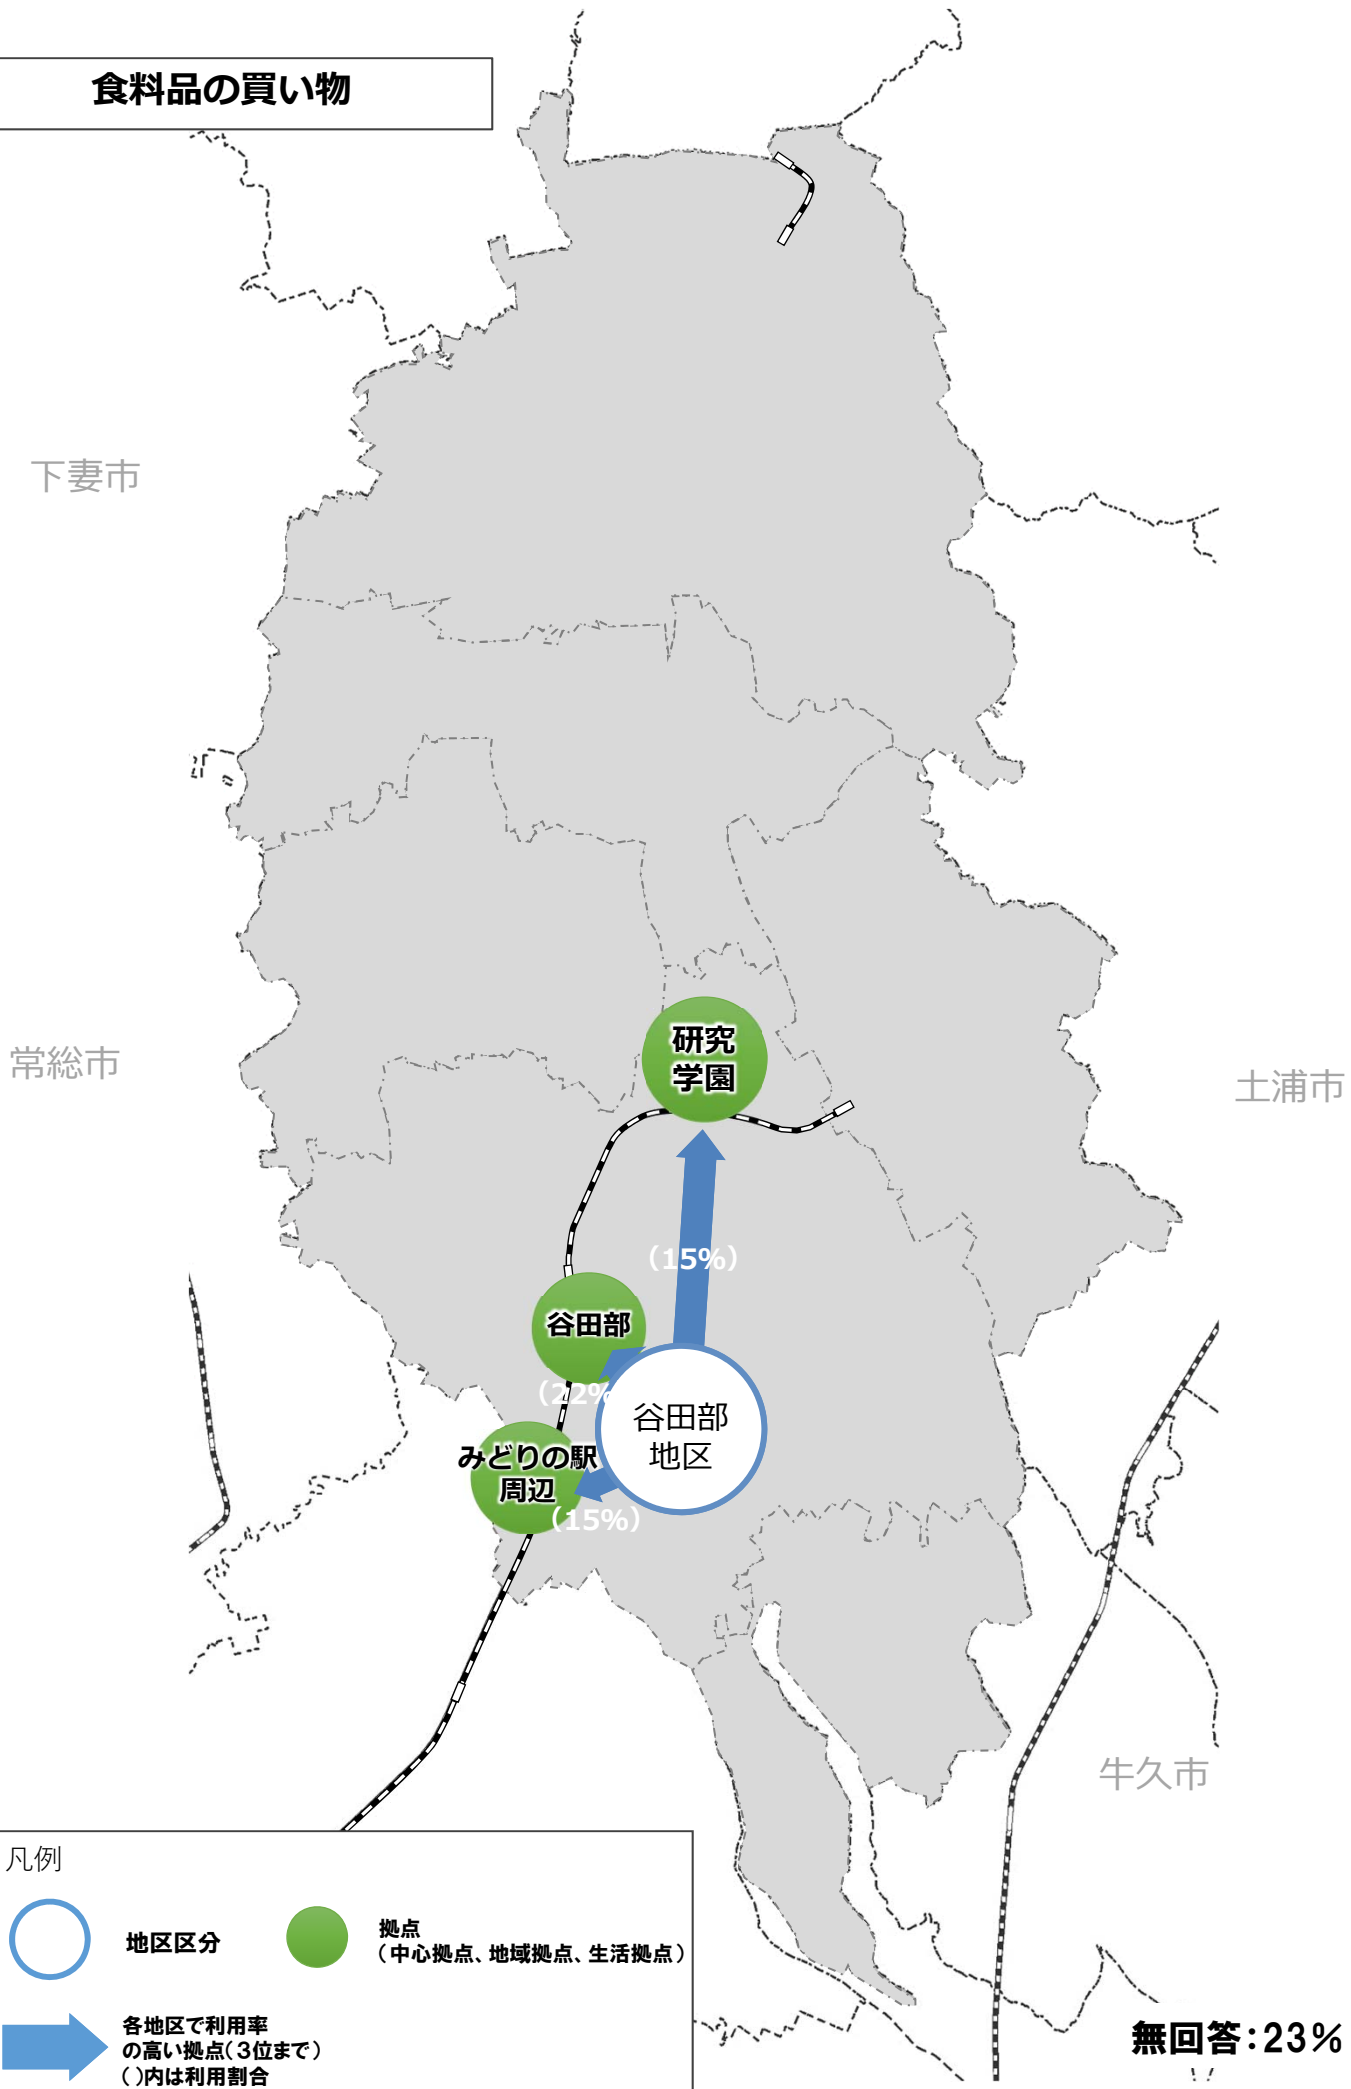 食料品の買い物
下妻市
常総市
土浦市
研究
学園
（15%）
谷田部
（22%
谷田部
地区
みどりの駅
周辺
（15%）
牛久市
凡例
地区区分
拠点
（中心拠点、地域拠点、生活拠点）
各地区で利用率
の高い拠点（3位まで）
（ ）内は利用割合
無回答：23%